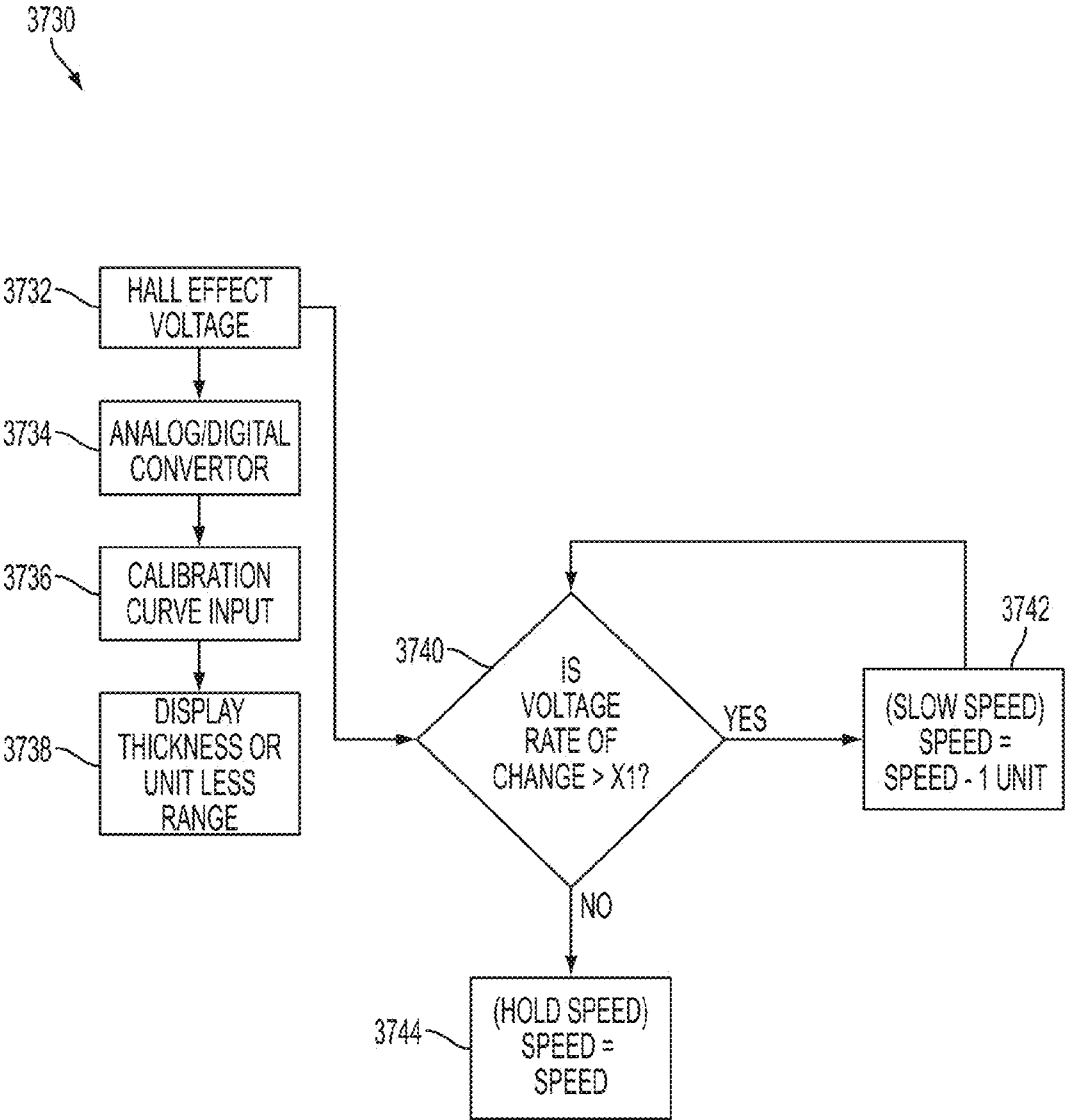 3730
3732
HALL EFFECT
VOLTAGE
3734
ANALOG/DIGITAL
CONVERTOR
3736
CALIBRATION
CURVE INPUT
3738
DISPLAY
THICKNESS OR
UNIT LESS
RANGE
3740
IS
VOLTAGE
RATE OF
CHANGE > X1?
YES
3742
(SLOW SPEED)
SPEED =
SPEED - 1 UNIT
NO
3744
(HOLD SPEED)
SPEED =
SPEED